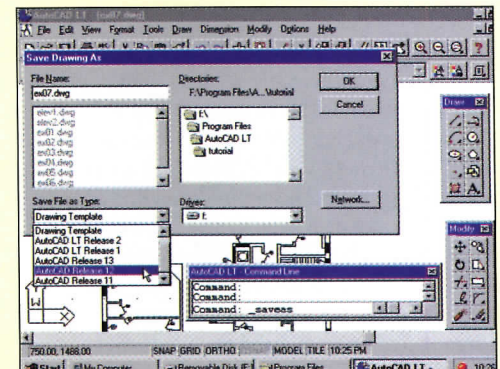 AutoCAD LT - [ex07.dwg]
File Edit View Format Tools Draw Dimension Modify Options Help
Save Drawing As
File Name:
ex07.dwg
elev1.dwg
elev2.dwg
ex01.dwg
ex02.dwg
ex03.dwg
ex04.dwg
ex05.dwg
ex06.dwg
Directories:
F:\Program Files\A...\tutorial
Program Files
AutoCAD LT
tutorial
OK
Cancel
Network...
Save File as Type:
Drawing Template
Drives:
Drawing Template
AutoCAD LT Release 2
AutoCAD LT Release 1
AutoCAD Release 13
AutoCAD Release 12
AutoCAD Release 11
Draw
A
Modify
AutoCAD LT - Command Line
Command:
Command:
Command: _saveas
W
X
750.00, 1488.00 SNAP GRID ORTHO OSNAP MODEL TILE 10:25 PM
Start My Computer Removable Disk (F:) Program Files AutoCAD LT -